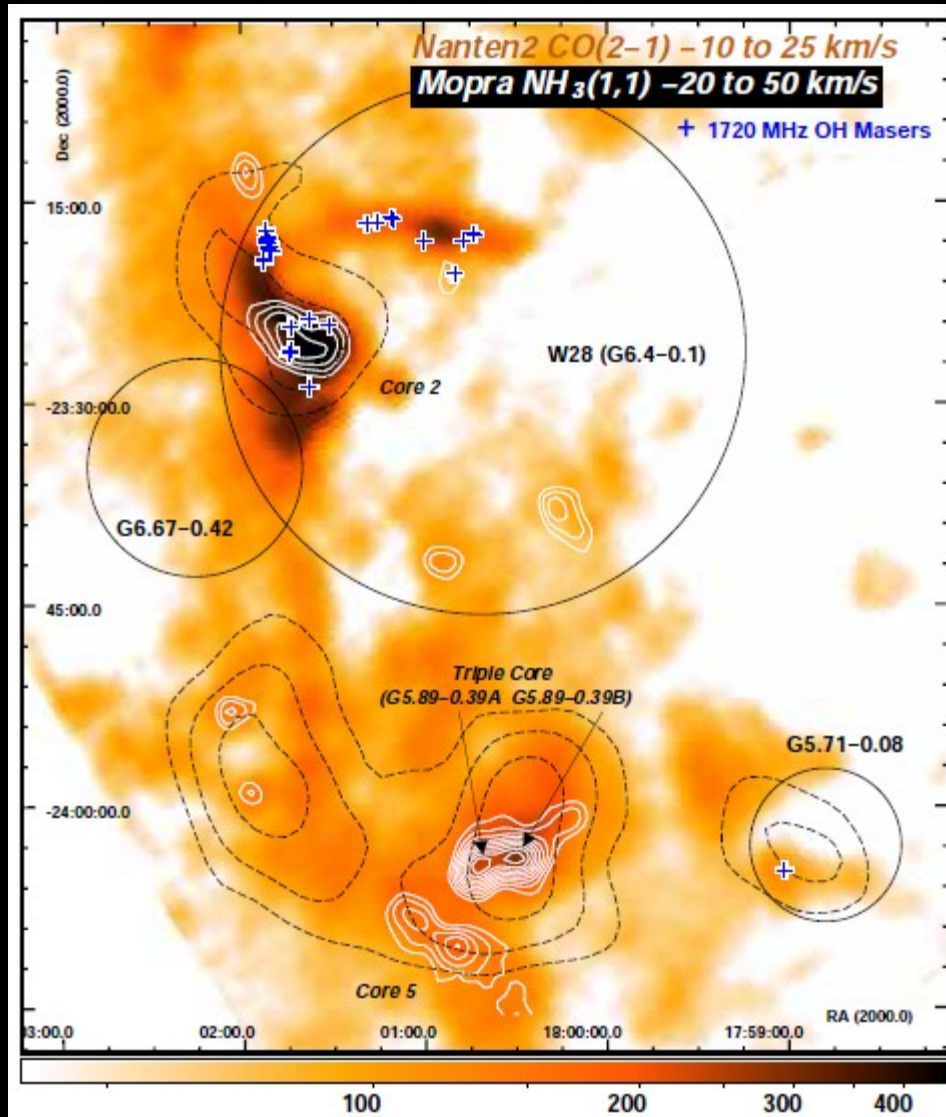 Nanten2 CO(2−1) −10 to 25 km/s
Mopra NH3(1,1) −20 to 50 km/s
+ 1720 MHz OH Masers
Dec (2000.0)
15:00.0
W28 (G6.4−0.1)
Core 2
-23:30:00.0
G6.67−0.42
45:00.0
Triple Core
(G5.89−0.39A G5.89−0.39B)
G5.71−0.08
-24:00:00.0
Core 5
RA (2000.0)
03:00.0 02:00.0 01:00.0 18:00:00.0 17:59:00.0
100 200 300 400